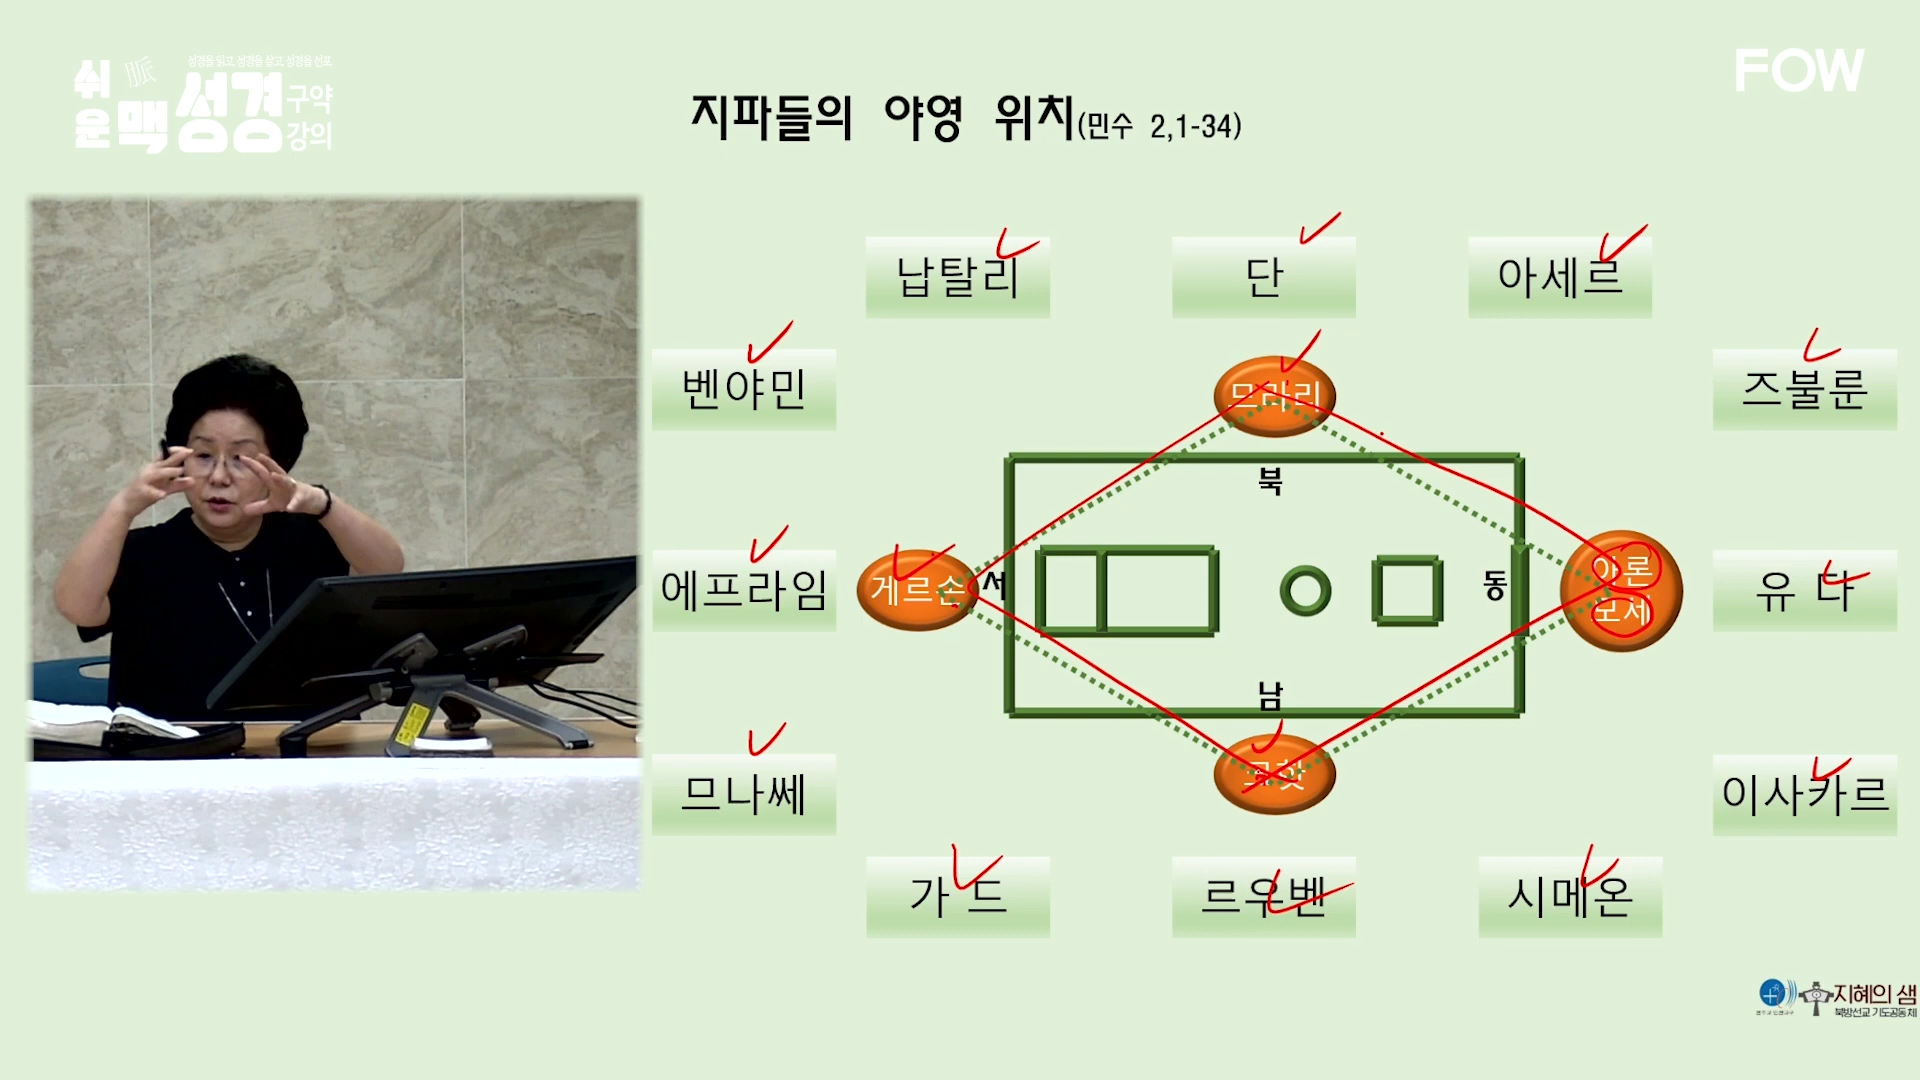 성경을 읽고, 성경을 살고, 성경을 선포
쉬운 脈 맥 성경 구약 강의
FOW
지파들의 야영 위치(민수 2,1-34)
납탈리 단 아세르
벤야민 므라리 즈불룬
북
에프라임 게르손 서 동 아론 모세 유 다
남
므나쎄 크핫 이사카르
가 드 르우벤 시메온
지혜의 샘
북방선교 기도공동체